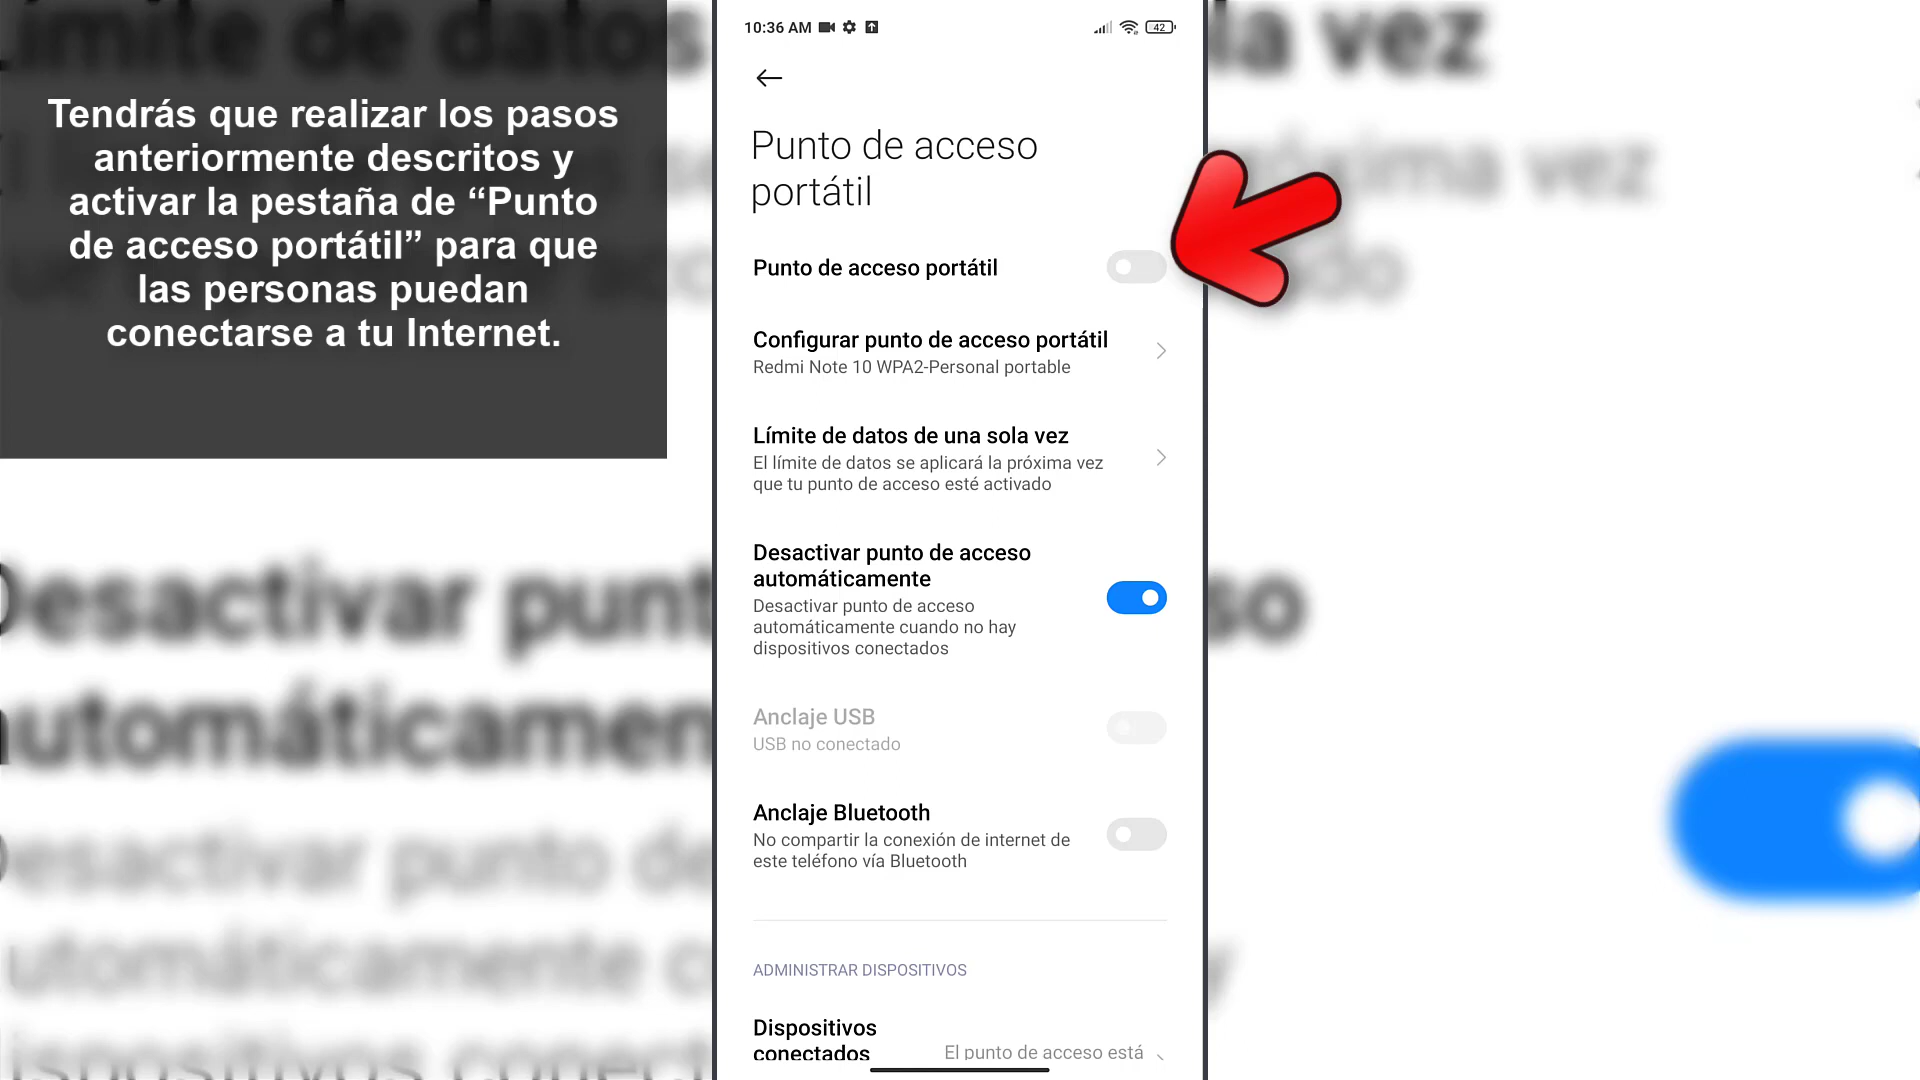 Tendrás que realizar los pasos
anteriormente descritos y
activar la pestaña de “Punto
de acceso portátil” para que
las personas puedan
conectarse a tu Internet.
10:36 AM
42
Punto de acceso
portátil
Punto de acceso portátil
Configurar punto de acceso portátil
Redmi Note 10 WPA2-Personal portable
Límite de datos de una sola vez
El límite de datos se aplicará la próxima vez
que tu punto de acceso esté activado
Desactivar punto de acceso
automáticamente
Desactivar punto de acceso
automáticamente cuando no hay
dispositivos conectados
Anclaje USB
USB no conectado
Anclaje Bluetooth
No compartir la conexión de internet de
este teléfono vía Bluetooth
ADMINISTRAR DISPOSITIVOS
Dispositivos
conectados
El punto de acceso está